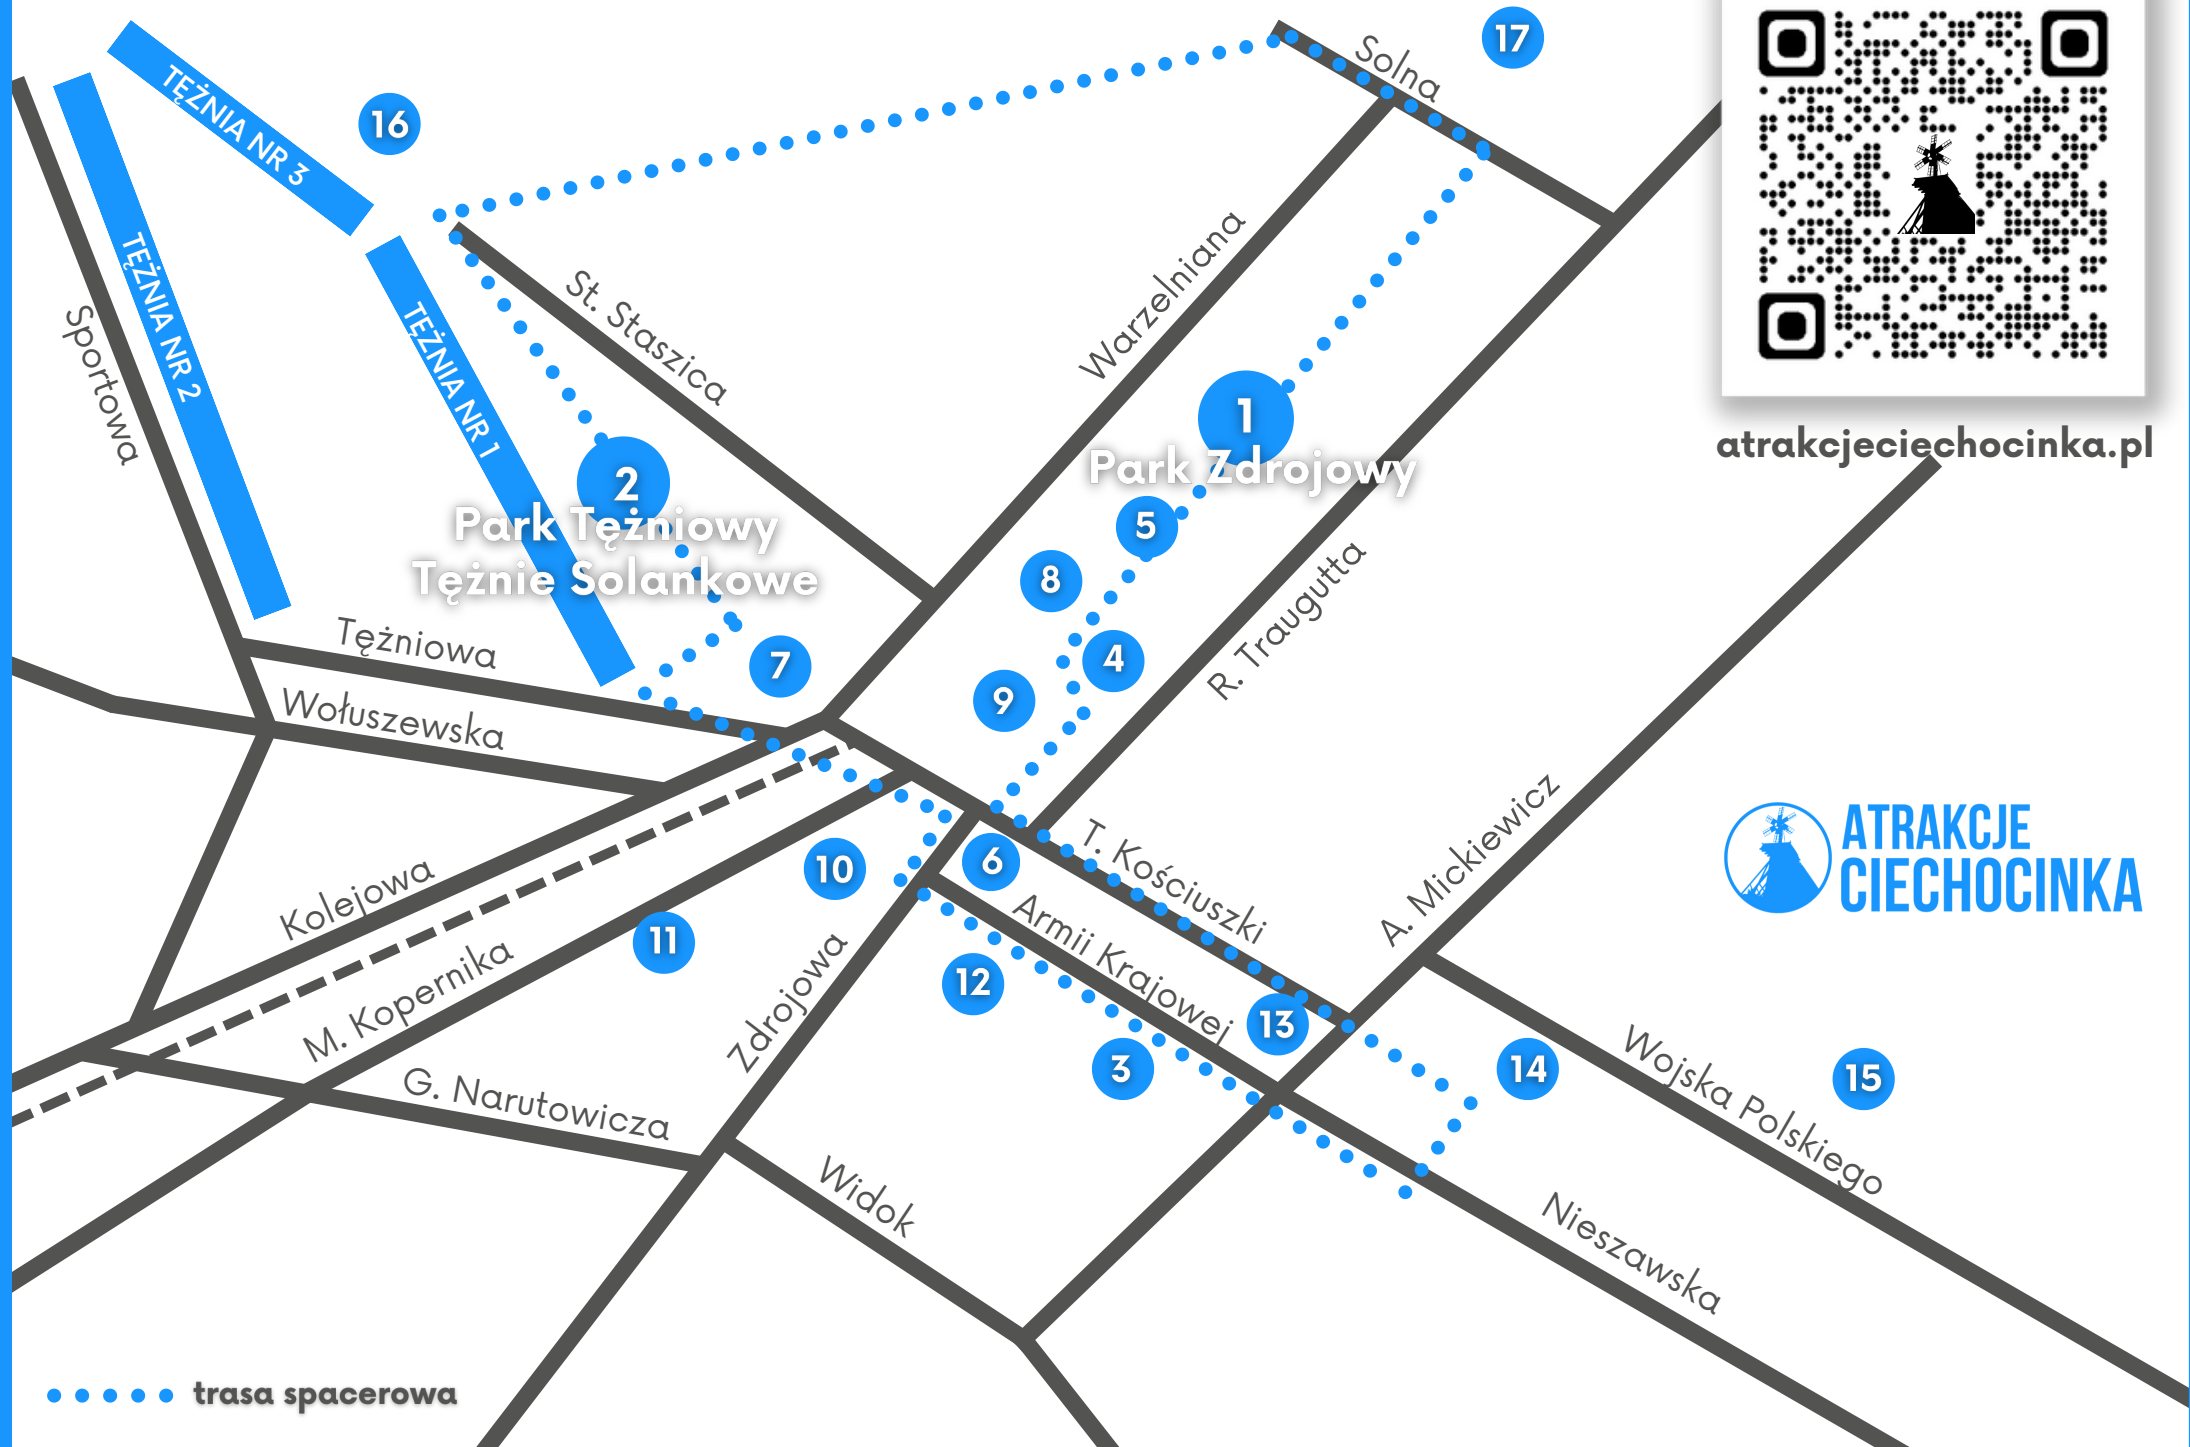 17
Solna
TĘŻNIA NR 3
16
TĘŻNIA NR 2
Sportowa
TĘŻNIA NR 1
St. Staszica
Warzelniana
1
Park Zdrojowy
atrakcjeciechocinka.pl
2
Park Tężniowy
Tężnie Solankowe
5
8
R. Traugutta
4
9
7
Tężniowa
Wołuszewska
10
6
T. Kościuszki
A. Mickiewicz
ATRAKCJE
CIECHOCINKA
Kolejowa
11
M. Kopernika
Zdrojowa
12
Armii Krajowej
13
3
14
Wojska Polskiego
15
G. Narutowicza
Widok
Nieszawska
trasa spacerowa